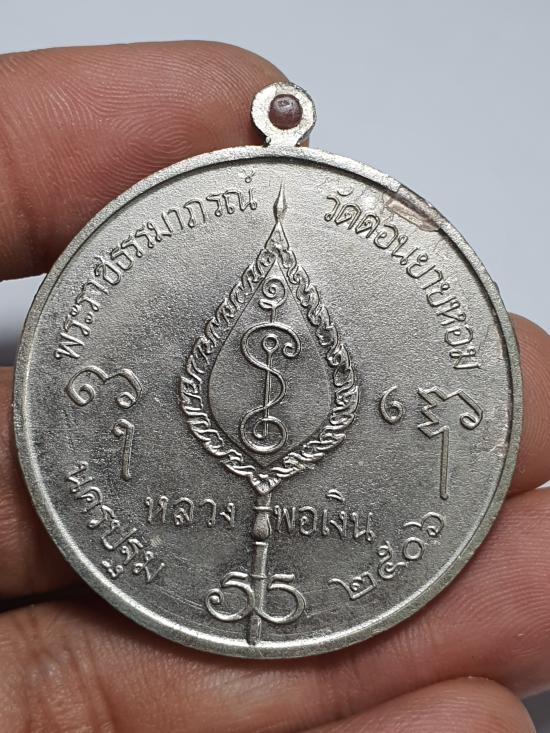 พระราชธรรมาภรณ์ วัดดอนยายหอม
หลวง พ่อเงิน
นครปฐม ๒๕๐๖